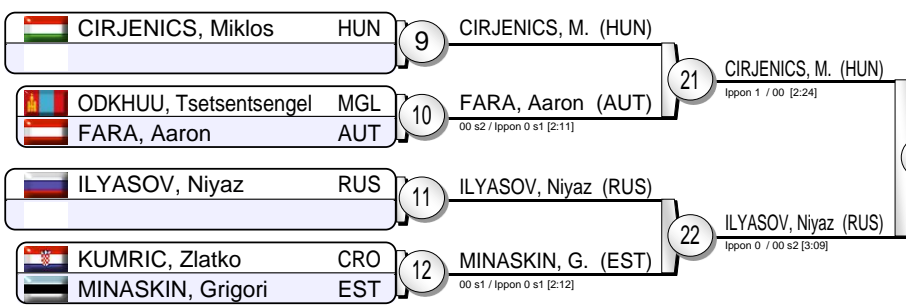 CIRJENICS, Miklos HUN
9
CIRJENICS, M. (HUN)
ODKHUU, Tsetsentsengel MGL
FARA, Aaron AUT
10
FARA, Aaron (AUT)
00 s2 / Ippon 0 s1 [2:11]
21
CIRJENICS, M. (HUN)
Ippon 1 / 00 [2:24]
ILYASOV, Niyaz RUS
11
ILYASOV, Niyaz (RUS)
KUMRIC, Zlatko CRO
MINASKIN, Grigori EST
12
MINASKIN, G. (EST)
00 s1 / Ippon 0 s1 [2:12]
22
ILYASOV, Niyaz (RUS)
Ippon 0 / 00 s2 [3:09]